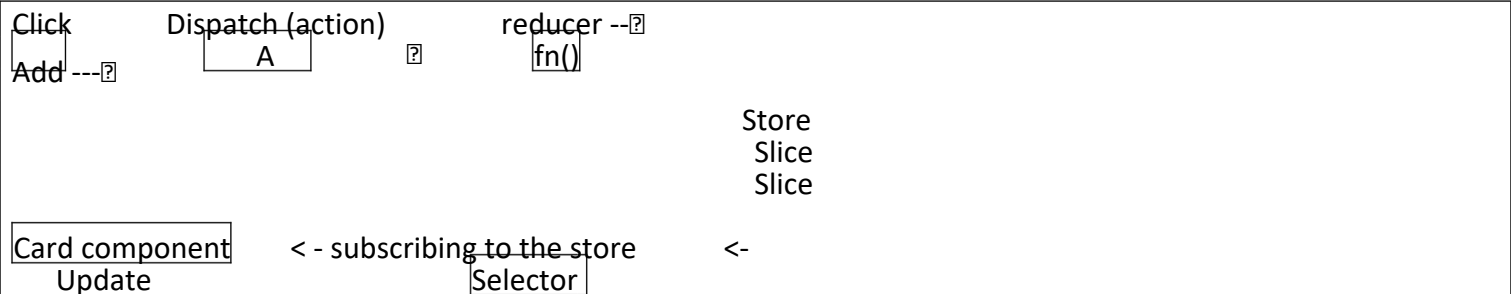 Click Dispatch (action) reducer --⍰
A ⍰ fn()
Add ---⍰
Store
Slice
Slice
Card component < - subscribing to the store <-
Update Selector